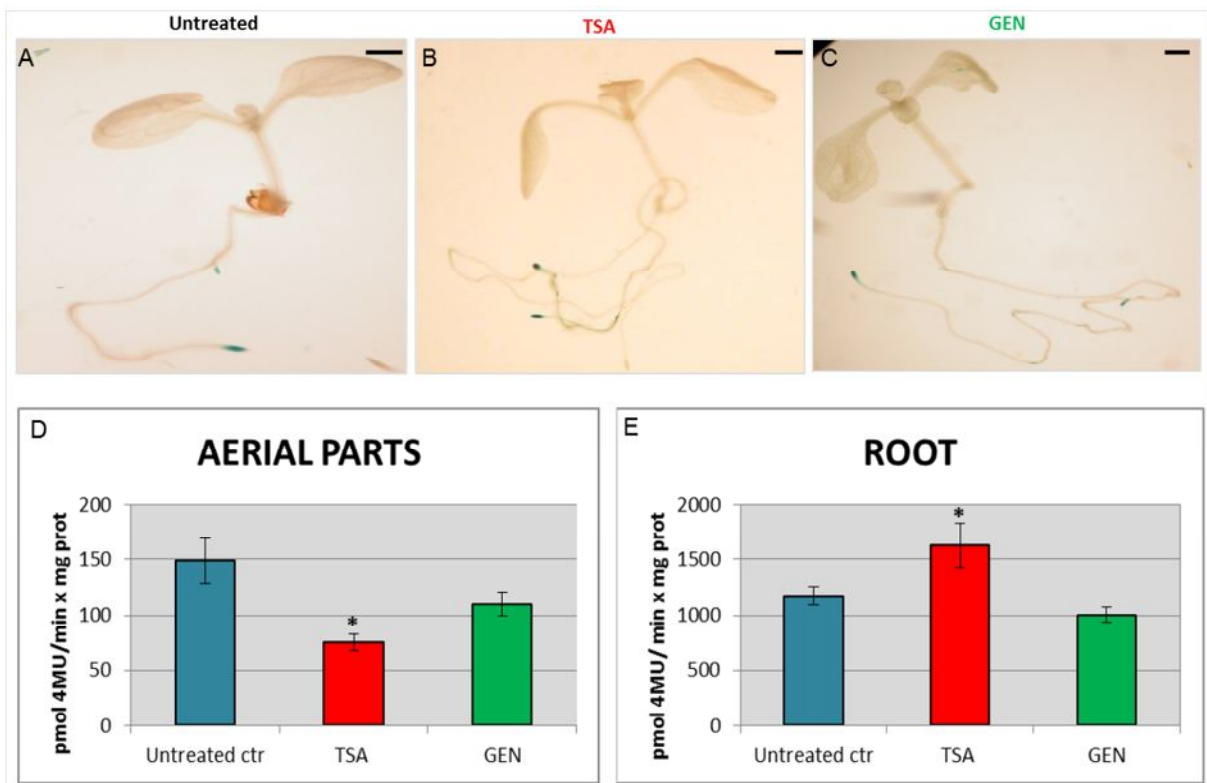 Untreated
TSA
GEN
A
B
C
D
AERIAL PARTS
pmol 4MU/min x mg prot
200
150
100
50
0
*
Untreated ctr
TSA
GEN
E
ROOT
pmol 4MU/ min x mg prot
2000
1500
1000
500
0
*
Untreated ctr
TSA
GEN